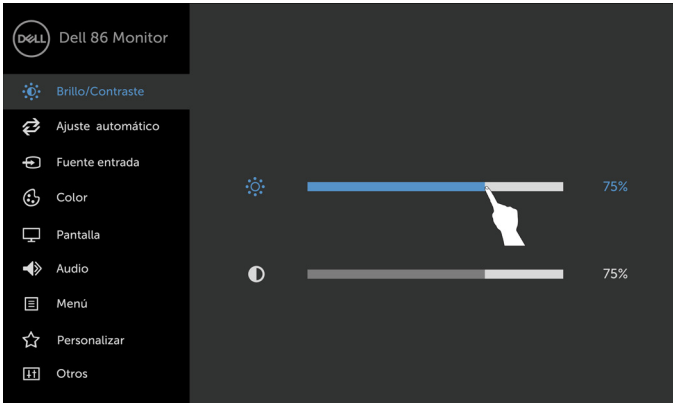 DELL
Dell 86 Monitor
Brillo/Contraste
Ajuste automático
Fuente entrada
Color
Pantalla
Audio
Menú
Personalizar
Otros
75%
75%